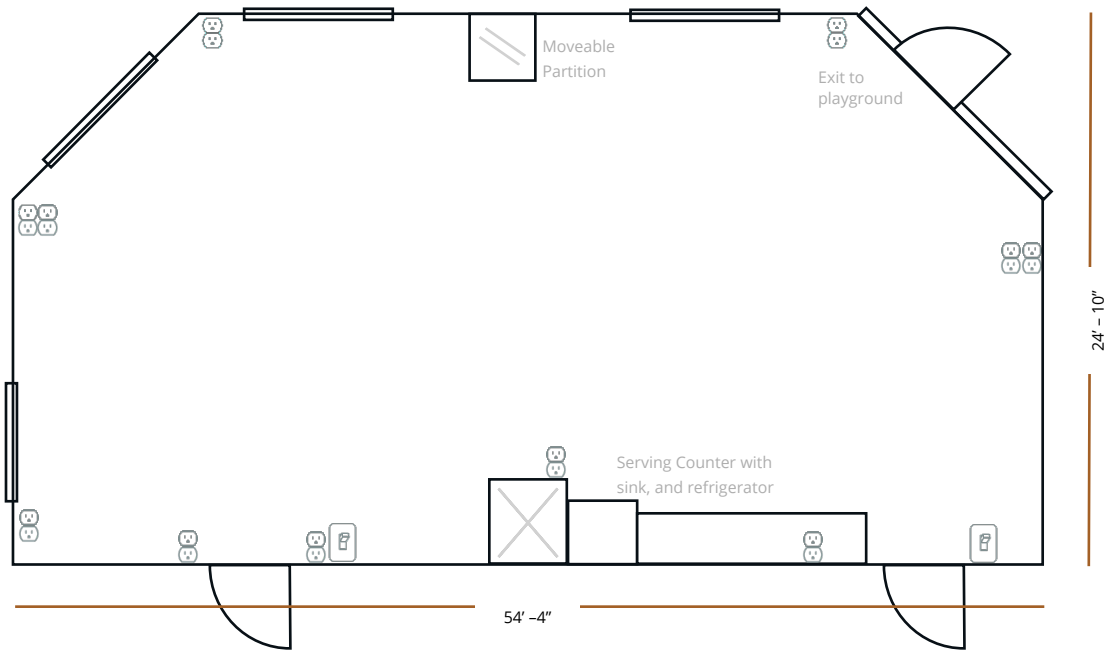 Moveable
Partition
Exit to
playground
24’ – 10”
Serving Counter with
sink, and refrigerator
54’ –4”